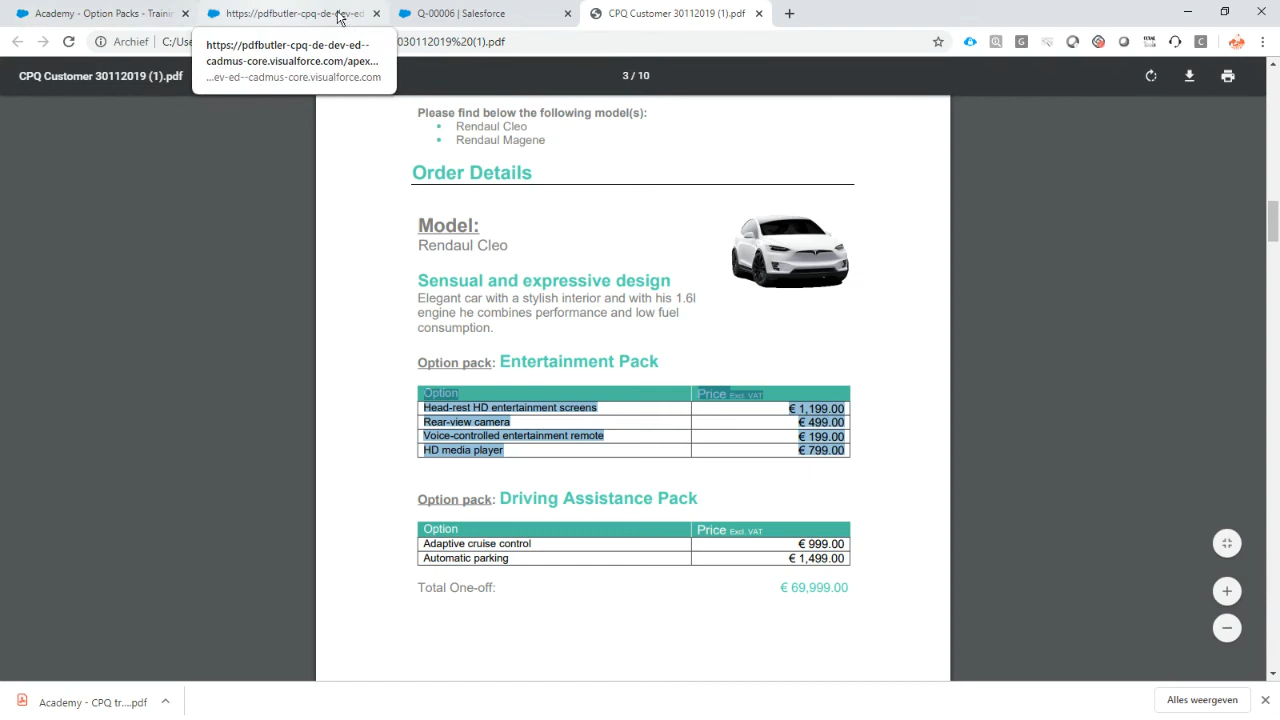 Academy - Option Packs - Trainin
https://pdfbutler-cpq-de-dev-ed
Q-00006 | Salesforce
CPQ Customer 30112019 (1).pdf
Archief
C:/Use
030112019%20(1).pdf
https://pdfbutler-cpq-de-dev-ed--
cadmus-core.visualforce.com/apex...
...ev-ed--cadmus-core.visualforce.com
CPQ Customer 30112019 (1).pdf
3 / 10
Please find below the following model(s):
• Rendaul Cleo
• Rendaul Magene
Order Details
Model:
Rendaul Cleo
Sensual and expressive design
Elegant car with a stylish interior and with his 1.6l
engine he combines performance and low fuel
consumption.
Option pack: Entertainment Pack
Option Price Excl. VAT
Head-rest HD entertainment screens € 1,199.00
Rear-view camera € 499.00
Voice-controlled entertainment remote € 199.00
HD media player € 799.00
Option pack: Driving Assistance Pack
Option Price Excl. VAT
Adaptive cruise control € 999.00
Automatic parking € 1,499.00
Total One-off: € 69,999.00
Academy - CPQ tr....pdf
Alles weergeven